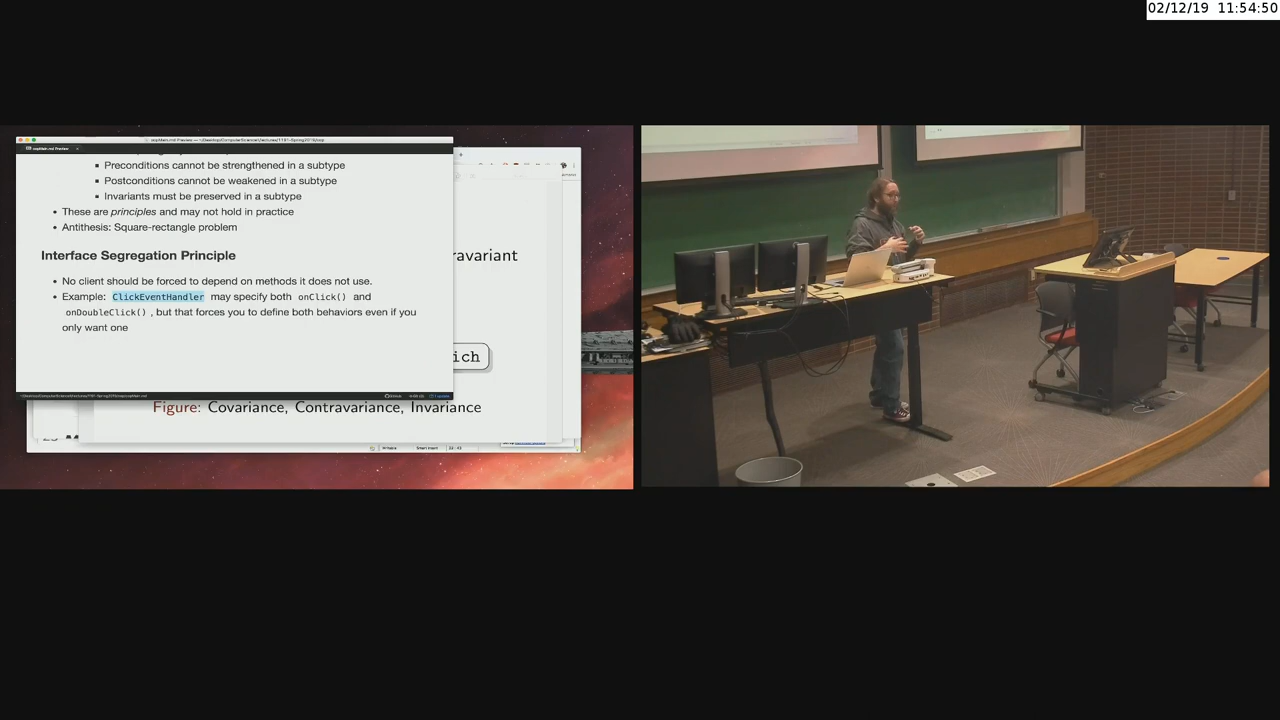 02/12/19 11:54:50
oopMain.md Preview
▪ Preconditions cannot be strengthened in a subtype
▪ Postconditions cannot be weakened in a subtype
▪ Invariants must be preserved in a subtype
• These are principles and may not hold in practice
• Antithesis: Square-rectangle problem
Interface Segregation Principle
• No client should be forced to depend on methods it does not use.
• Example: ClickEventHandler may specify both onClick() and
onDoubleClick() , but that forces you to define both behaviors even if you
only want one
ravariant
ich
Figure: Covariance, Contravariance, Invariance